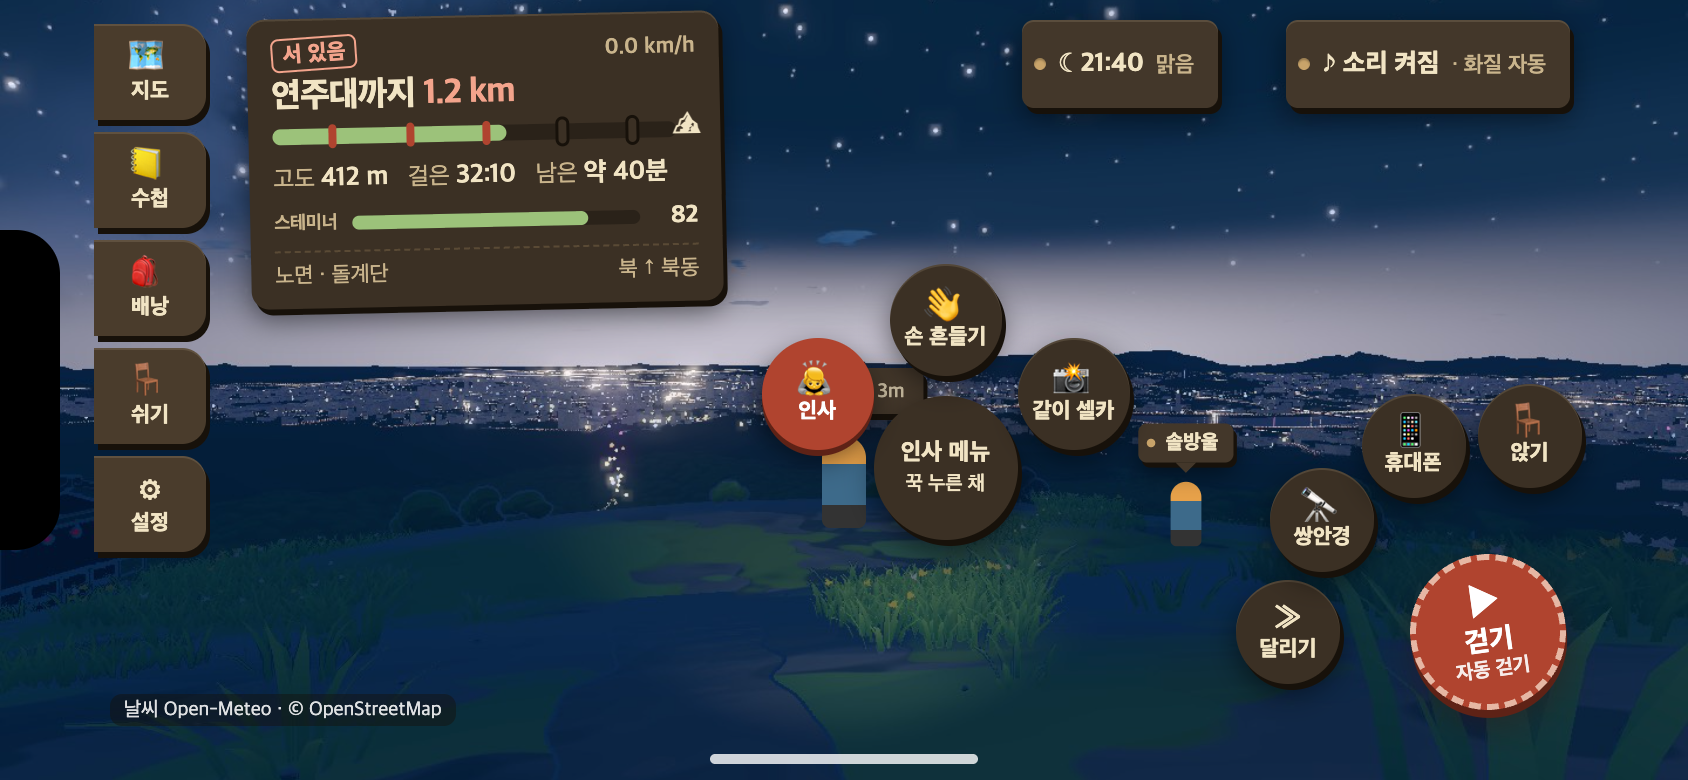 지도
수첩
배낭
쉬기
설정
서 있음
0.0 km/h
연주대까지 1.2 km
고도 412 m 걸은 32:10 남은 약 40분
스테미너 82
노면 · 돌계단
북 ↑ 북동
☾ 21:40 맑음
♪ 소리 켜짐 · 화질 자동
손 흔들기
인사
3m
같이 셀카
인사 메뉴
꾹 누른 채
솔방울
휴대폰
앉기
쌍안경
달리기
걷기
자동 걷기
날씨 Open-Meteo · © OpenStreetMap